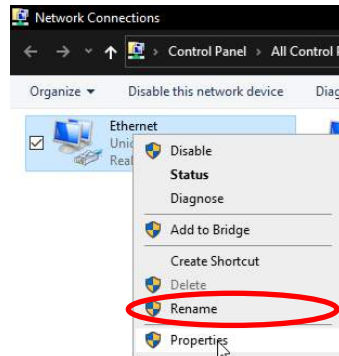 Network Connections
Control Panel > All Control
Organize Disable this network device Diag
Ethernet
Unid
Real
Disable
Status
Diagnose
Add to Bridge
Create Shortcut
Delete
Rename
Properties